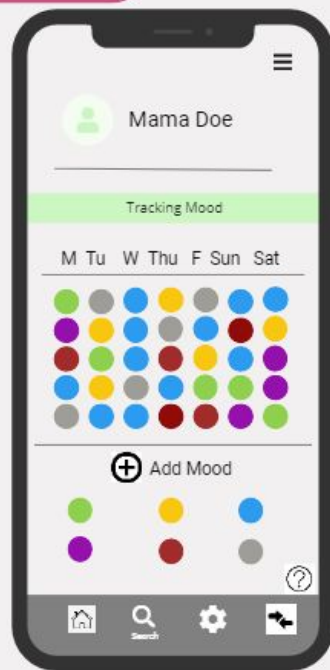 Mama Doe
Tracking Mood
M Tu W Thu F Sun Sat
Add Mood
?
Search